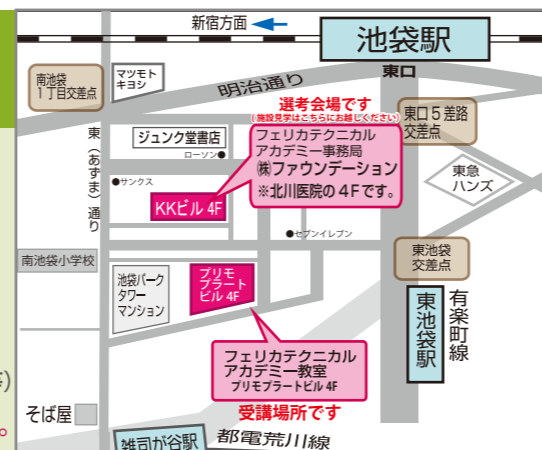 新宿方面
池袋駅
東口
南池袋
1丁目交差点
マツモト
キヨシ
明治通り
選考会場です
(施設見学はこちらにお越しください)
フェリカテクニカル
アカデミー事務局
㈱ファウンデーション
※北川医院の4Fです。
東口5差路
交差点
ジュンク堂書店
ローソン●
東急
ハンズ
東(あずま)通り
●サンクス
KKビル 4F
●セブンイレブン
南池袋小学校
池袋パーク
タワー
マンション
プリモ
プラート
ビル 4F
東池袋
交差点
東池袋駅
有楽町線
フェリカテクニカル
アカデミー教室
プリモプラートビル 4F
受講場所です
そば屋
雑司が谷駅
都電荒川線
)
。